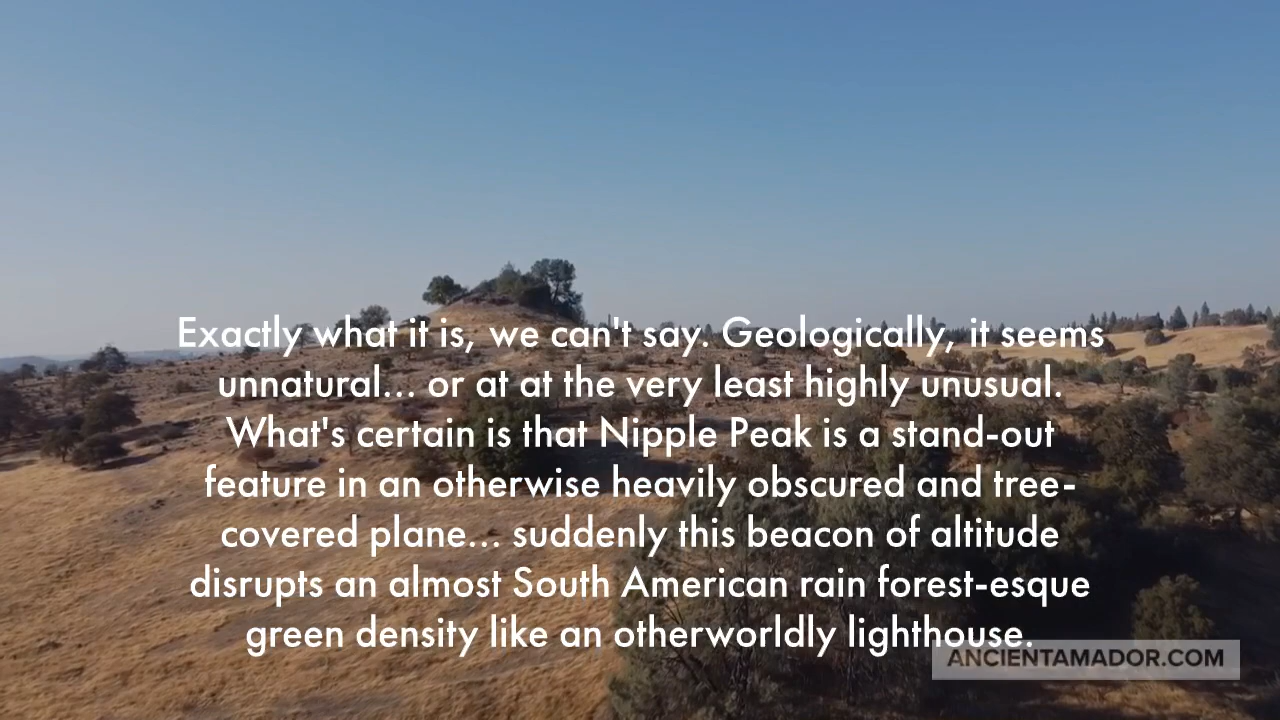 Exactly what it is, we can't say. Geologically, it seems
unnatural... or at at the very least highly unusual.
What's certain is that Nipple Peak is a stand-out
feature in an otherwise heavily obscured and tree-
covered plane... suddenly this beacon of altitude
disrupts an almost South American rain forest-esque
green density like an otherworldly lighthouse.
ANCIENTAMADOR.COM